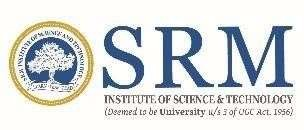 SRM
INSTITUTE OF SCIENCE & TECHNOLOGY
(Deemed to be University u/s 3 of UGC Act, 1956)